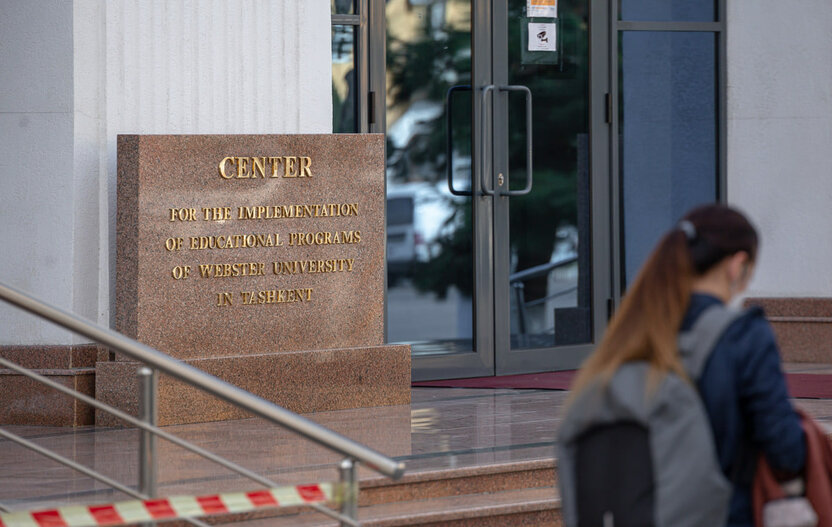 CENTER
FOR THE IMPLEMENTATION
OF EDUCATIONAL PROGRAMS
OF WEBSTER UNIVERSITY
IN TASHKENT